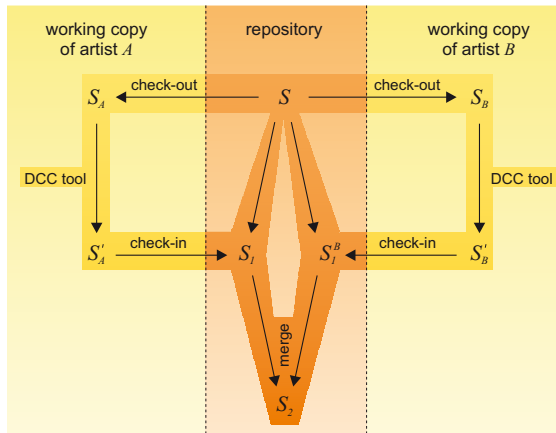 working copy
of artist A
repository
working copy
of artist B
S_A check-out S check-out S_B
DCC tool DCC tool
S'_A check-in S_1 S_1^B check-in S'_B
merge
S_2